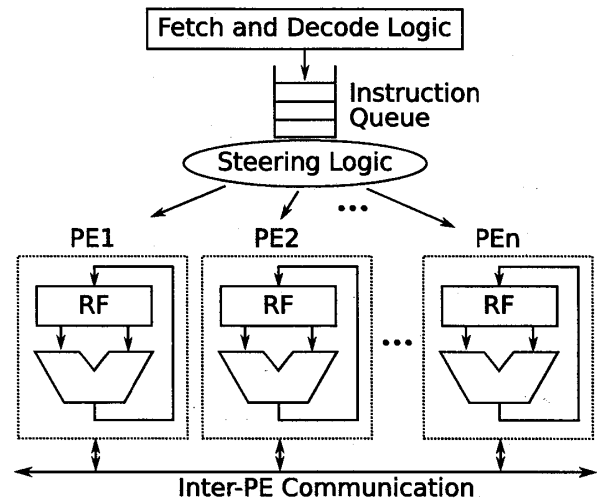 Fetch and Decode Logic
Instruction
Queue
Steering Logic
PE1
PE2
PEn
RF
RF
RF
Inter-PE Communication